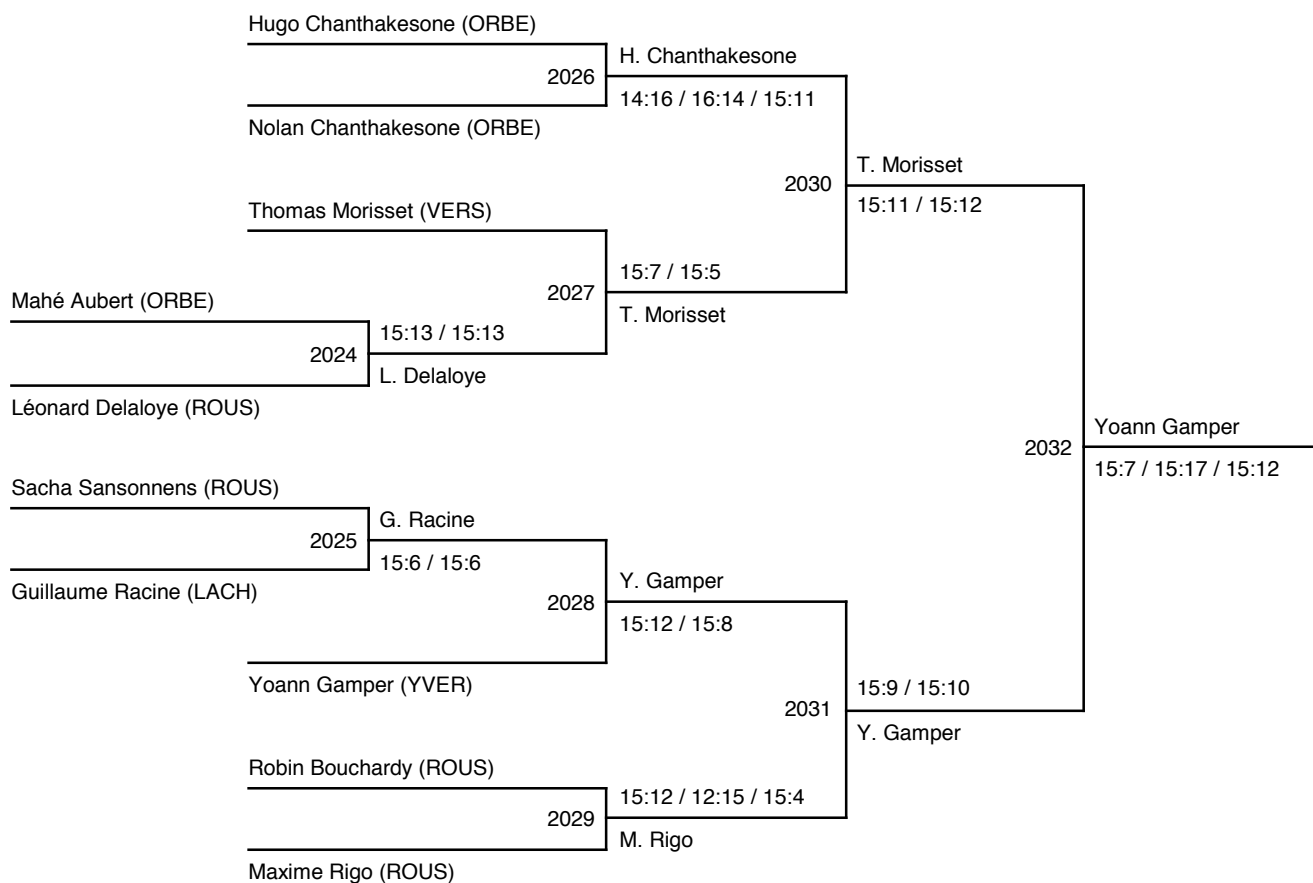 Hugo Chanthakesone (ORBE)
H. Chanthakesone
2026
14:16 / 16:14 / 15:11
Nolan Chanthakesone (ORBE)
T. Morisset
2030
15:11 / 15:12
Thomas Morisset (VERS)
15:7 / 15:5
2027
T. Morisset
Mahé Aubert (ORBE)
15:13 / 15:13
2024
L. Delaloye
Léonard Delaloye (ROUS)
Yoann Gamper
2032
15:7 / 15:17 / 15:12
Sacha Sansonnens (ROUS)
G. Racine
2025
15:6 / 15:6
Guillaume Racine (LACH)
Y. Gamper
2028
15:12 / 15:8
Yoann Gamper (YVER)
15:9 / 15:10
2031
Y. Gamper
Robin Bouchardy (ROUS)
15:12 / 12:15 / 15:4
2029
M. Rigo
Maxime Rigo (ROUS)